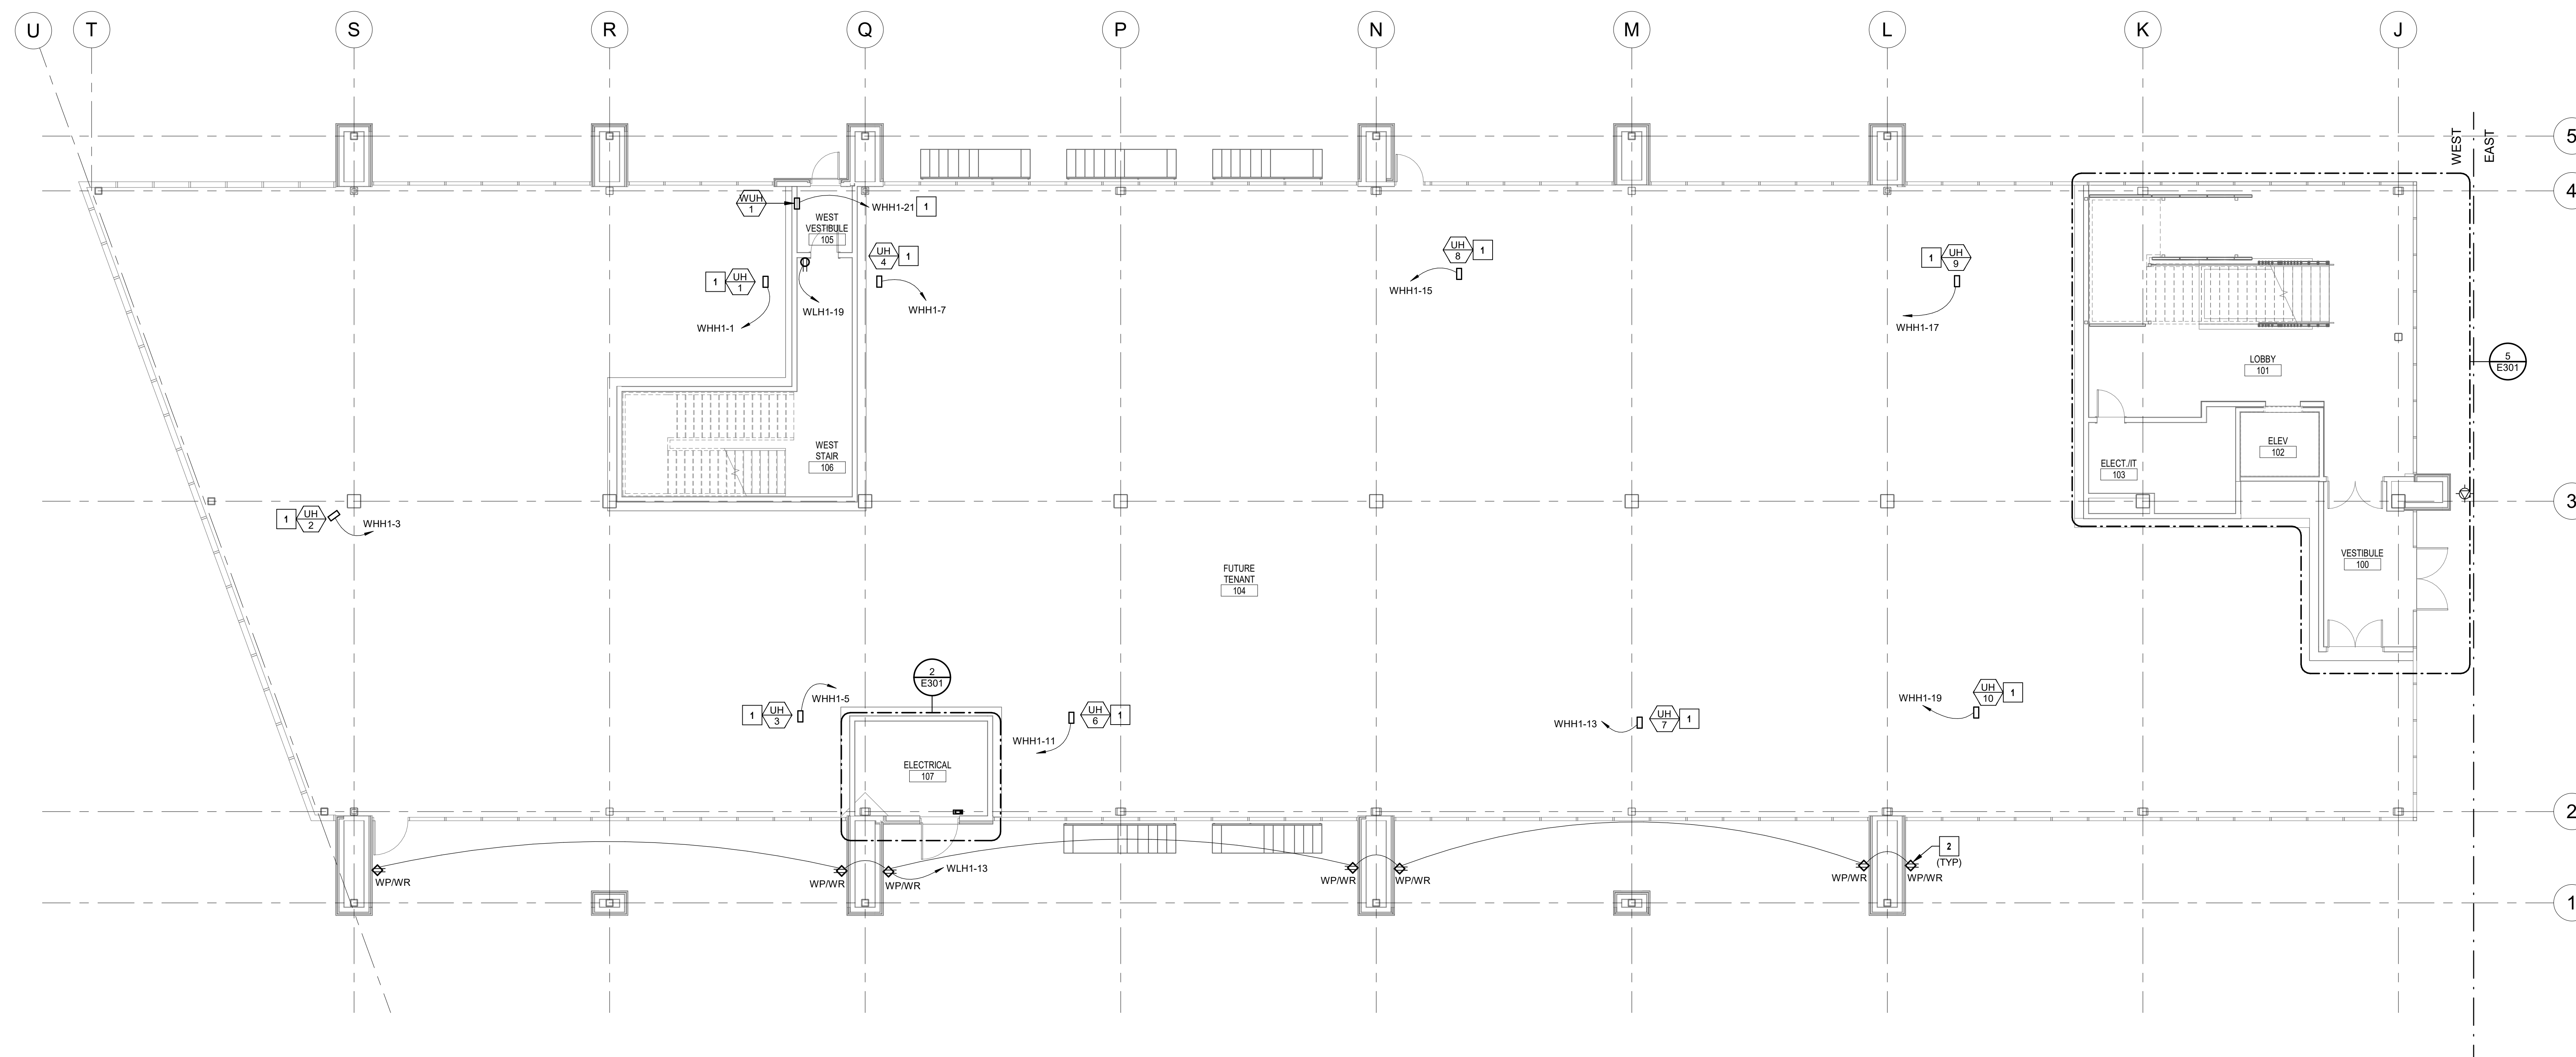 U
T
S
R
Q
P
N
M
L
K
J
5
WEST
EAST
4
WUH
1
WHH1-21
1
WEST
VESTIBULE
105
UH
4
1
1
UH
1
WHH1-1
WLH1-19
WHH1-7
UH
8
1
WHH1-15
1
UH
9
WHH1-17
LOBBY
101
5
E301
WEST
STAIR
106
ELEV
102
ELECT./IT
103
3
1
UH
2
WHH1-3
FUTURE
TENANT
104
VESTIBULE
100
2
E301
WHH1-5
1
UH
3
UH
6
1
WHH1-11
WHH1-13
UH
7
1
WHH1-19
UH
10
1
ELECTRICAL
107
2
WP/WR
WP/WR
WP/WR
WLH1-13
WP/WR
WP/WR
WP/WR
WP/WR
2
(TYP)
1